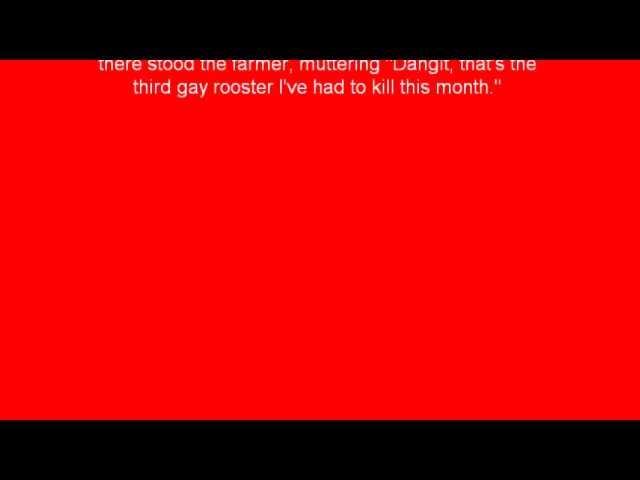 there stood the farmer, muttering "Dangit, that's the
third gay rooster I've had to kill this month."